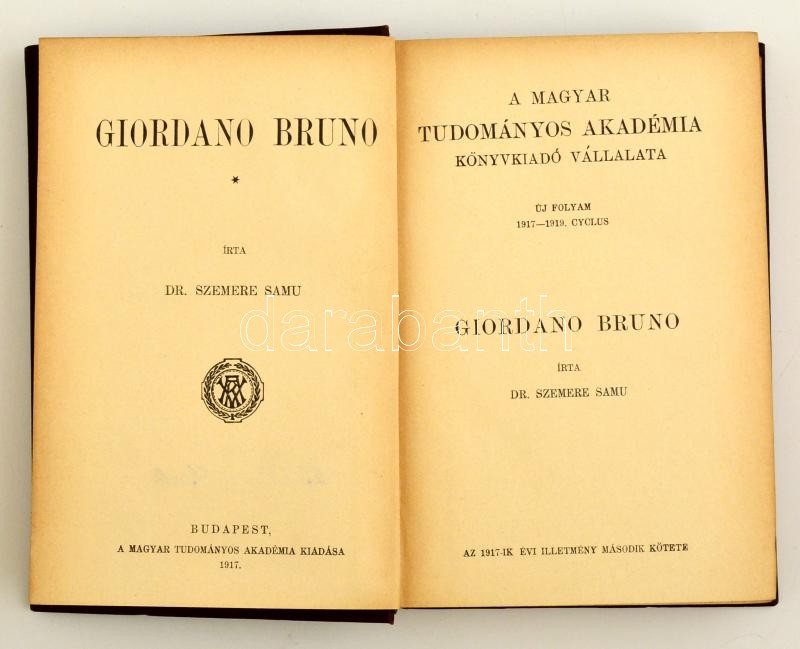 GIORDANO BRUNO
*
ÍRTA
DR. SZEMERE SAMU
BUDAPEST,
A MAGYAR TUDOMÁNYOS AKADÉMIA KIADÁSA
1917.
A MAGYAR
TUDOMÁNYOS AKADÉMIA
KÖNYVKIADÓ VÁLLALATA
ÚJ FOLYAM
1917—1919. CYCLUS
GIORDANO BRUNO
ÍRTA
DR. SZEMERE SAMU
AZ 1917-IK ÉVI ILLETMÉNY MÁSODIK KÖTETE
darabanth